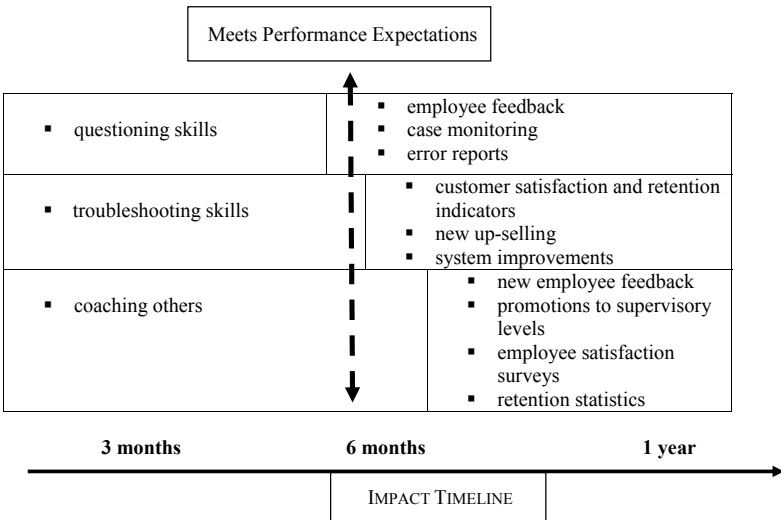 Meets Performance Expectations
▪ questioning skills
▪ employee feedback
▪ case monitoring
▪ error reports
▪ troubleshooting skills
▪ customer satisfaction and retention
indicators
▪ new up-selling
▪ system improvements
▪ coaching others
▪ new employee feedback
▪ promotions to supervisory
levels
▪ employee satisfaction
surveys
▪ retention statistics
3 months 6 months 1 year
IMPACT TIMELINE